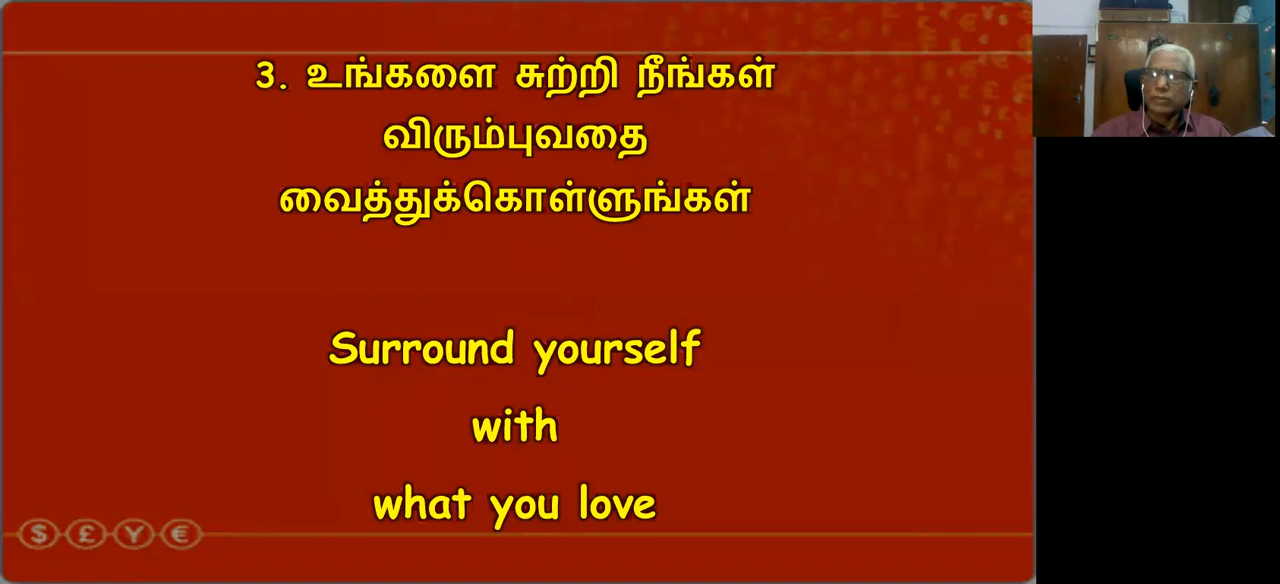 3. உங்களை சுற்றி நீங்கள்
விரும்புவதை
வைத்துக்கொள்ளுங்கள்
Surround yourself
with
what you love
$ £ Y €